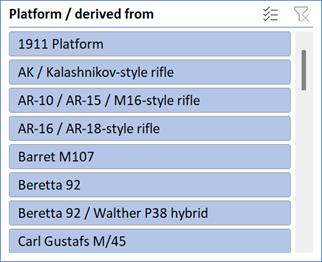 Platform / derived from
1911 Platform
AK / Kalashnikov-style rifle
AR-10 / AR-15 / M16-style rifle
AR-16 / AR-18-style rifle
Barret M107
Beretta 92
Beretta 92 / Walther P38 hybrid
Carl Gustafs M/45